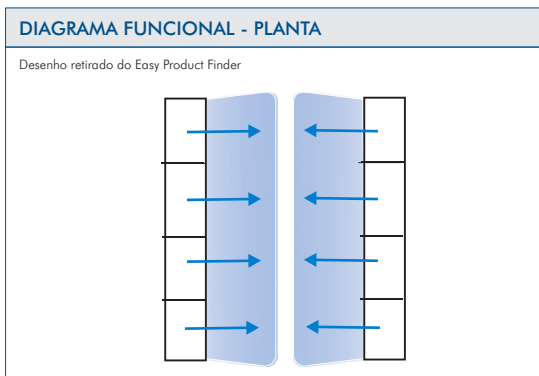 DIAGRAMA FUNCIONAL - PLANTA
Desenho retirado do Easy Product Finder